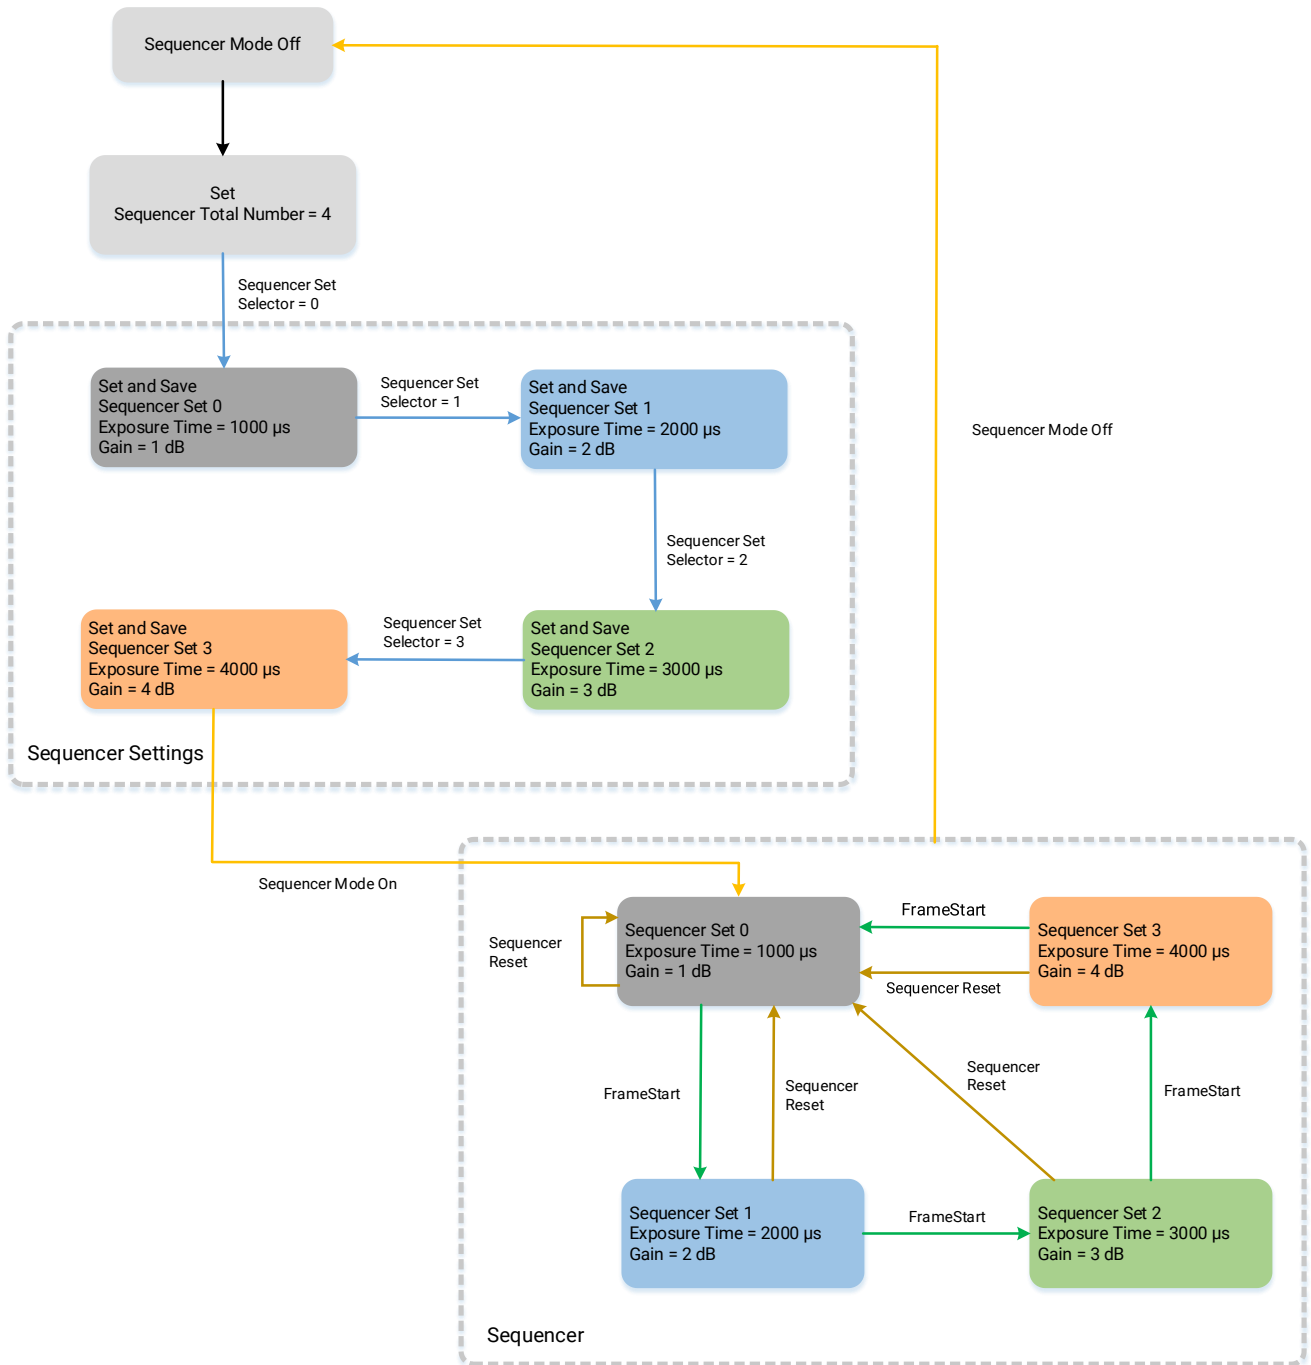 Sequencer Mode Off
Set
Sequencer Total Number = 4
Sequencer Set
Selector = 0
Set and Save
Sequencer Set 0
Exposure Time = 1000 µs
Gain = 1 dB
Sequencer Set
Selector = 1
Set and Save
Sequencer Set 1
Exposure Time = 2000 µs
Gain = 2 dB
Sequencer Mode Off
Sequencer Set
Selector = 2
Set and Save
Sequencer Set 3
Exposure Time = 4000 µs
Gain = 4 dB
Sequencer Set
Selector = 3
Set and Save
Sequencer Set 2
Exposure Time = 3000 µs
Gain = 3 dB
Sequencer Settings
Sequencer Mode On
Sequencer
Reset
Sequencer Set 0
Exposure Time = 1000 µs
Gain = 1 dB
FrameStart
Sequencer Reset
Sequencer Set 3
Exposure Time = 4000 µs
Gain = 4 dB
FrameStart
Sequencer
Reset
Sequencer
Reset
FrameStart
Sequencer Set 1
Exposure Time = 2000 µs
Gain = 2 dB
FrameStart
Sequencer Set 2
Exposure Time = 3000 µs
Gain = 3 dB
Sequencer